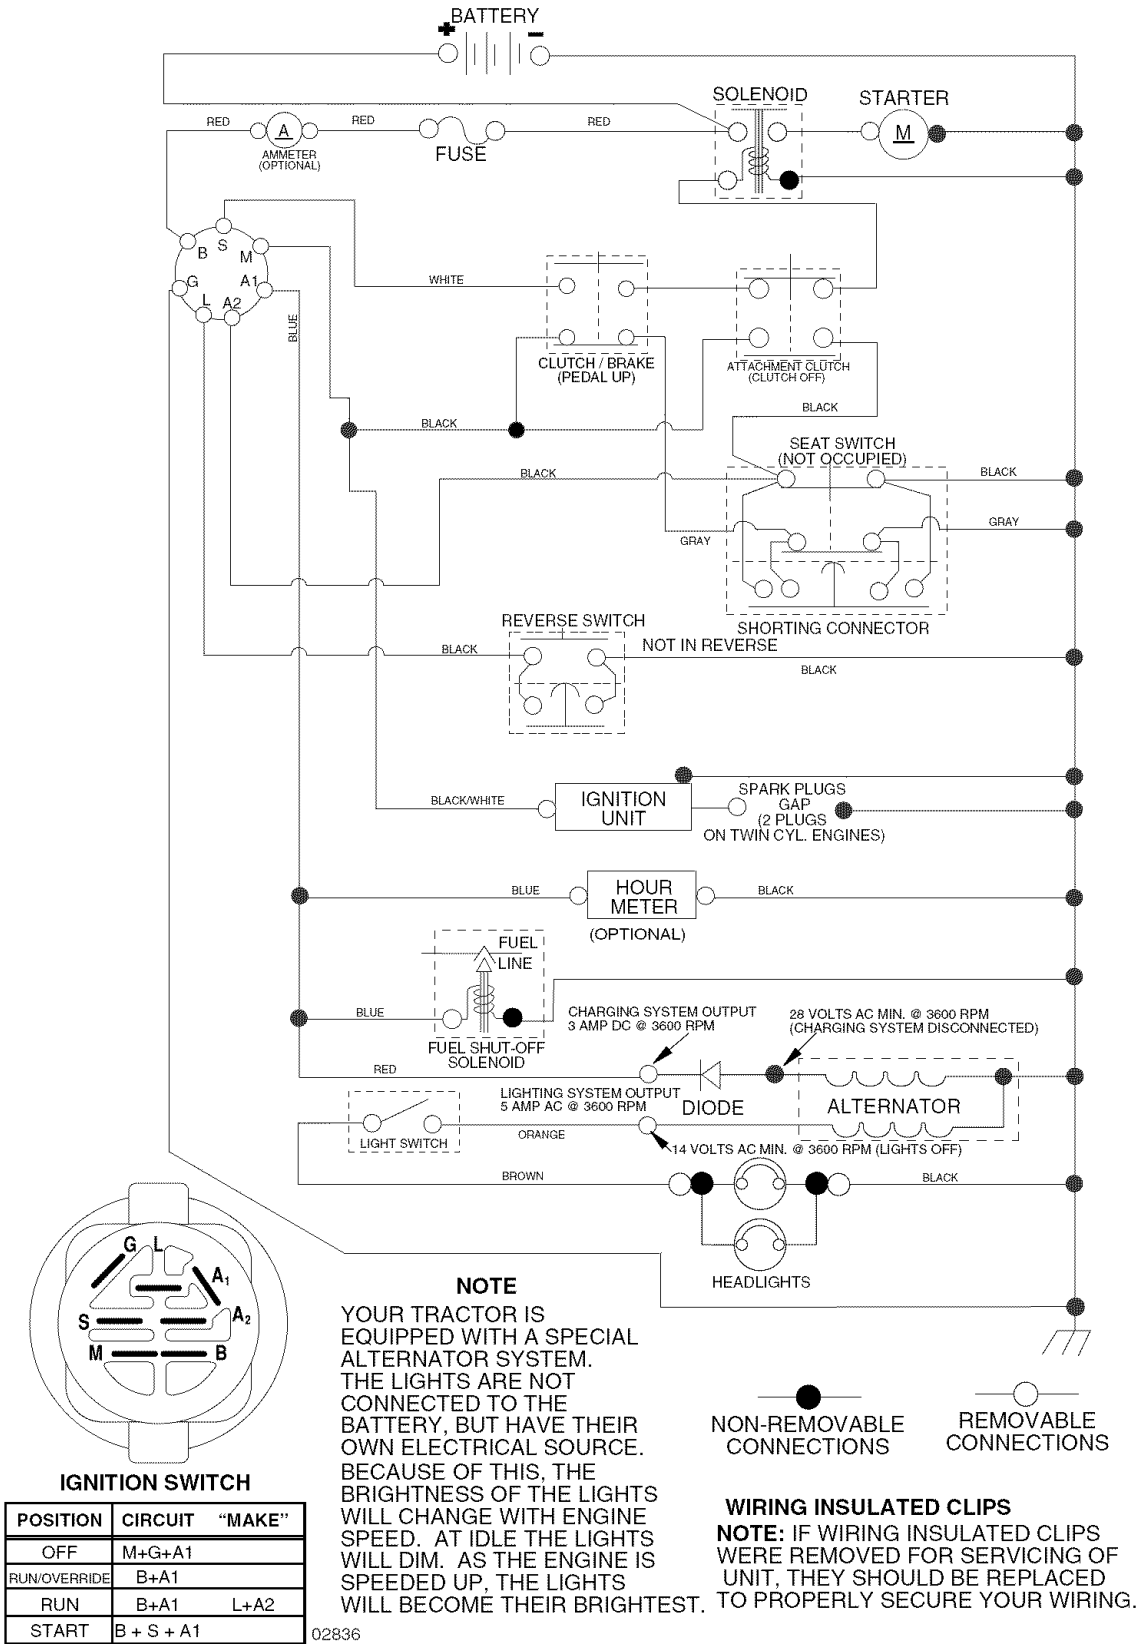 BATTERY
+ −
SOLENOID
STARTER
RED
A
RED
RED
M
AMMETER
(OPTIONAL)
FUSE
S
B
M
G
A1
L
A2
BLUE
WHITE
CLUTCH / BRAKE
(PEDAL UP)
ATTACHMENT CLUTCH
(CLUTCH OFF)
BLACK
BLACK
SEAT SWITCH
(NOT OCCUPIED)
BLACK
BLACK
GRAY
GRAY
REVERSE SWITCH
SHORTING CONNECTOR
NOT IN REVERSE
BLACK
BLACK
BLACK/WHITE
IGNITION
UNIT
SPARK PLUGS
GAP
(2 PLUGS
ON TWIN CYL. ENGINES)
BLUE
HOUR
METER
BLACK
(OPTIONAL)
FUEL
LINE
BLUE
FUEL SHUT-OFF
SOLENOID
CHARGING SYSTEM OUTPUT
3 AMP DC @ 3600 RPM
28 VOLTS AC MIN. @ 3600 RPM
(CHARGING SYSTEM DISCONNECTED)
RED
LIGHTING SYSTEM OUTPUT
5 AMP AC @ 3600 RPM
DIODE
ALTERNATOR
LIGHT SWITCH
ORANGE
14 VOLTS AC MIN. @ 3600 RPM (LIGHTS OFF)
BROWN
BLACK
HEADLIGHTS
G
L
A1
A2
S
M
B
IGNITION SWITCH
POSITION CIRCUIT "MAKE"
OFF M+G+A1
RUN/OVERRIDE B+A1
RUN B+A1 L+A2
START B + S + A1
02836
NOTE
YOUR TRACTOR IS
EQUIPPED WITH A SPECIAL
ALTERNATOR SYSTEM.
THE LIGHTS ARE NOT
CONNECTED TO THE
BATTERY, BUT HAVE THEIR
OWN ELECTRICAL SOURCE.
BECAUSE OF THIS, THE
BRIGHTNESS OF THE LIGHTS
WILL CHANGE WITH ENGINE
SPEED. AT IDLE THE LIGHTS
WILL DIM. AS THE ENGINE IS
SPEEDED UP, THE LIGHTS
WILL BECOME THEIR BRIGHTEST.
NON-REMOVABLE
CONNECTIONS
REMOVABLE
CONNECTIONS
WIRING INSULATED CLIPS
NOTE: IF WIRING INSULATED CLIPS
WERE REMOVED FOR SERVICING OF
UNIT, THEY SHOULD BE REPLACED
TO PROPERLY SECURE YOUR WIRING.